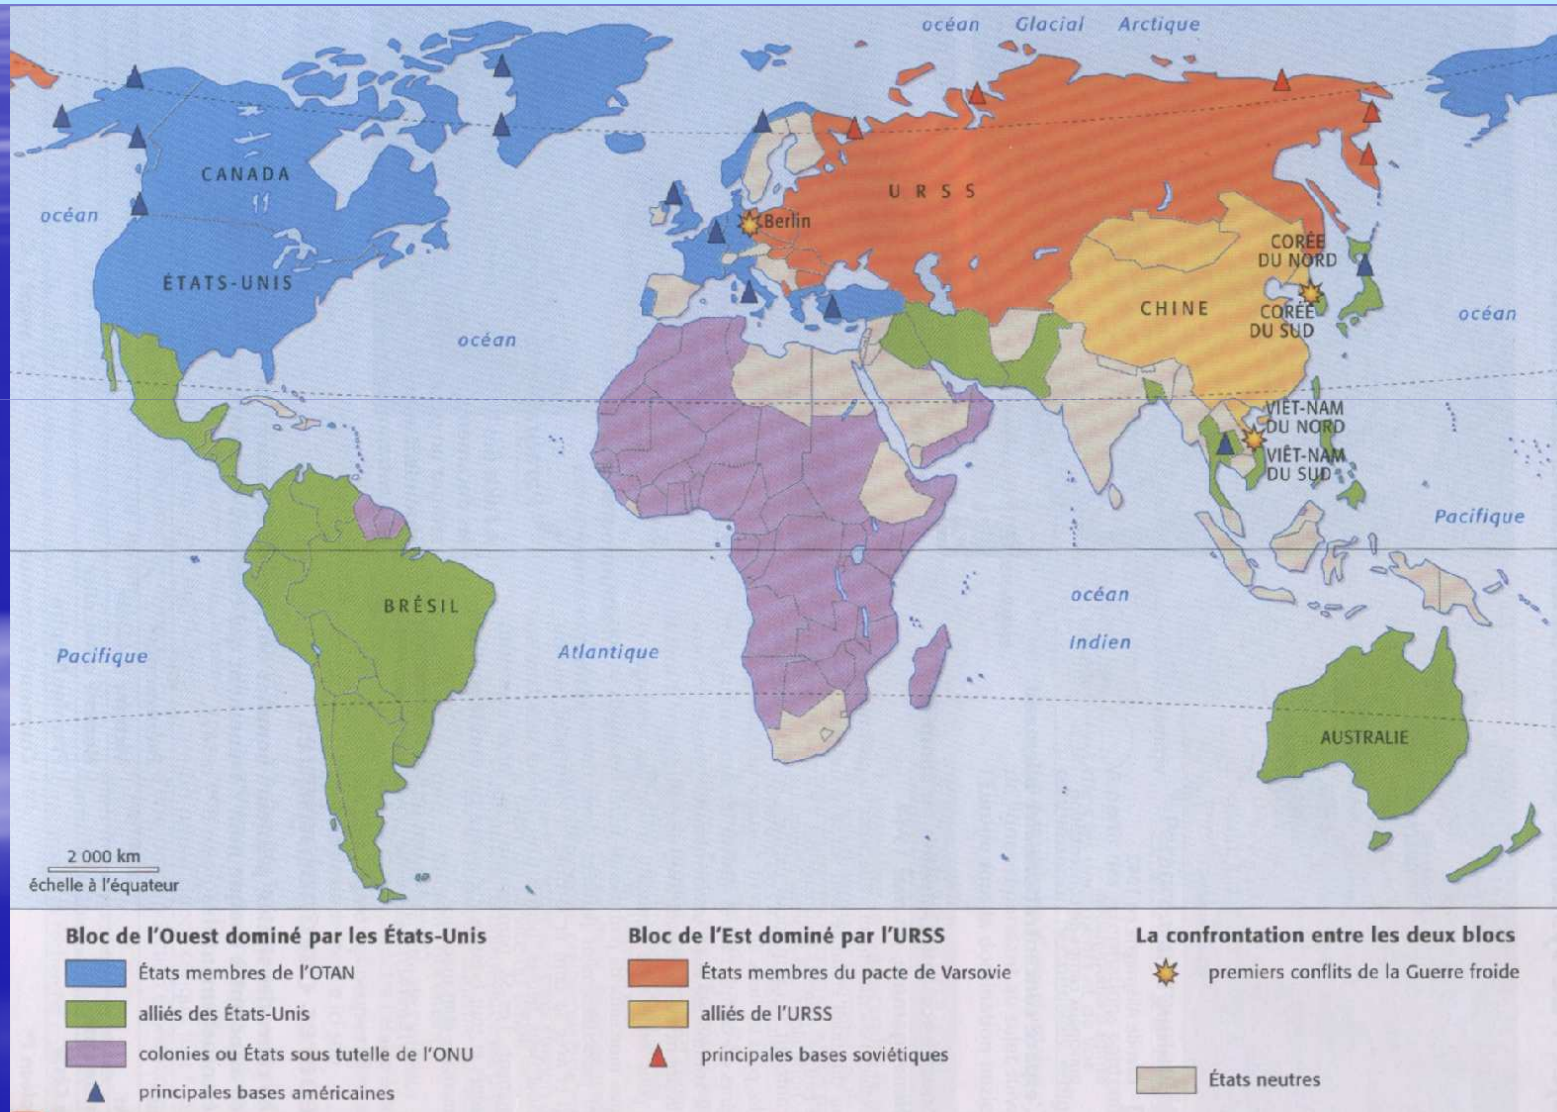 océan Glacial Arctique
CANADA
océan
URSS
Berlin
CORÉE
DU NORD
ÉTATS-UNIS
CHINE
CORÉE
DU SUD
océan
océan
VIÊT-NAM
DU NORD
VIÊT-NAM
DU SUD
Pacifique
BRÉSIL
océan
Indien
Pacifique
Atlantique
AUSTRALIE
2 000 km
échelle à l'équateur
Bloc de l'Ouest dominé par les États-Unis
États membres de l'OTAN
alliés des États-Unis
colonies ou États sous tutelle de l'ONU
principales bases américaines
Bloc de l'Est dominé par l'URSS
États membres du pacte de Varsovie
alliés de l'URSS
principales bases soviétiques
La confrontation entre les deux blocs
premiers conflits de la Guerre froide
États neutres